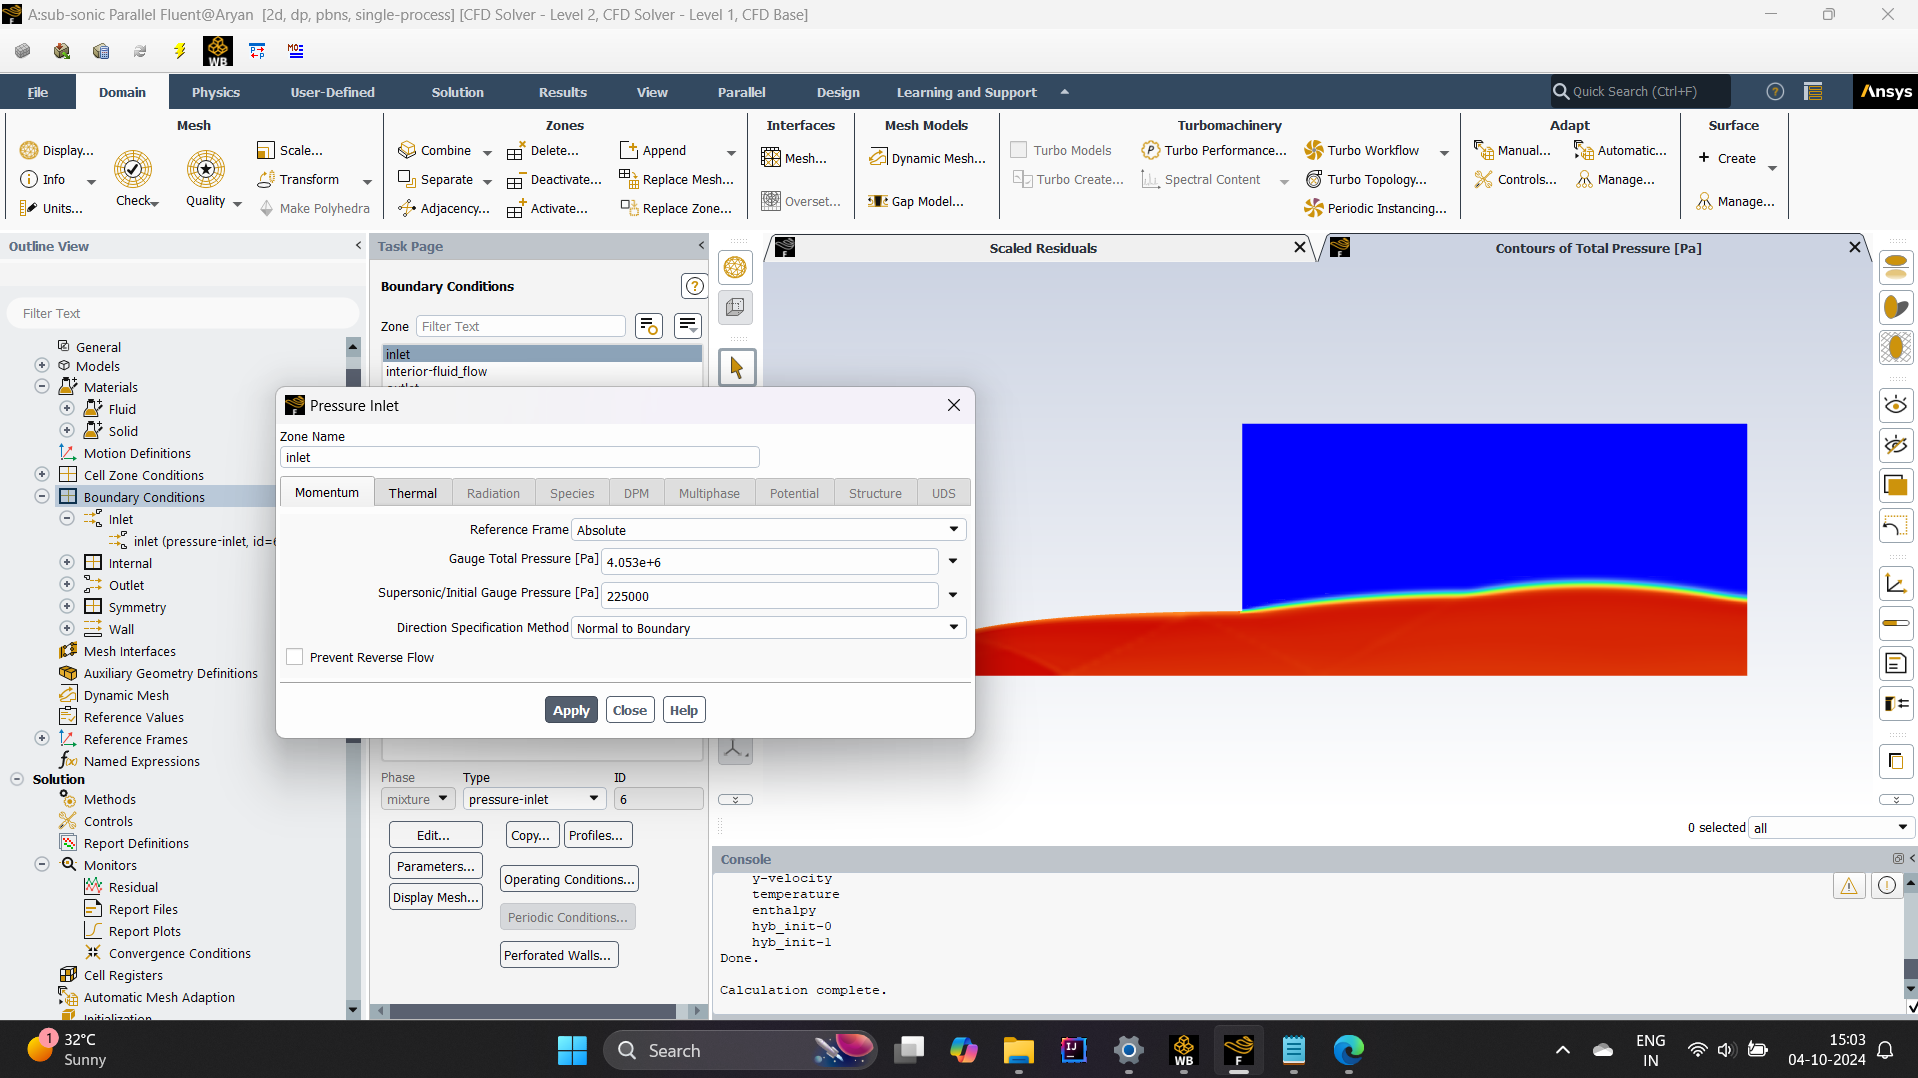 A:sub-sonic Parallel Fluent@Aryan [2d, dp, pbns, single-process] [CFD Solver - Level 2, CFD Solver - Level 1, CFD Base]
WB
File Domain Physics User-Defined Solution Results View Parallel Design Learning and Support Quick Search (Ctrl+F) Ansys
Mesh Zones Interfaces Mesh Models Turbomachinery Adapt Surface
Display... Scale... Combine Delete... Append Mesh... Dynamic Mesh... Turbo Models Turbo Performance... Turbo Workflow Manual... Automatic... Create
Info Check Quality Transform Separate Deactivate... Replace Mesh... Turbo Create... Spectral Content Turbo Topology... Controls... Manage...
Units... Make Polyhedra Adjacency... Activate... Replace Zone... Overset... Gap Model... Periodic Instancing... Manage...
Outline View
Filter Text
General
Models
Materials
Fluid
Solid
Motion Definitions
Cell Zone Conditions
Boundary Conditions
Inlet
inlet (pressure-inlet, id=6
Internal
Outlet
Symmetry
Wall
Mesh Interfaces
Auxiliary Geometry Definitions
Dynamic Mesh
Reference Values
Reference Frames
Named Expressions
Solution
Methods
Controls
Report Definitions
Monitors
Residual
Report Files
Report Plots
Convergence Conditions
Cell Registers
Automatic Mesh Adaption
Initialization
Task Page
Boundary Conditions
Zone Filter Text
inlet
interior-fluid_flow
outlet
Pressure Inlet
Zone Name
inlet
Momentum Thermal Radiation Species DPM Multiphase Potential Structure UDS
Reference Frame Absolute
Gauge Total Pressure [Pa] 4.053e+6
Supersonic/Initial Gauge Pressure [Pa] 225000
Direction Specification Method Normal to Boundary
Prevent Reverse Flow
Apply Close Help
Phase Type ID
mixture pressure-inlet 6
Edit... Copy... Profiles...
Parameters... Operating Conditions...
Display Mesh... Periodic Conditions...
Perforated Walls...
Scaled Residuals
Contours of Total Pressure [Pa]
0 selected all
Console
y-velocity
temperature
enthalpy
hyb_init-0
hyb_init-1
Done.
Calculation complete.
1
32°C
Sunny
Search
WB
ENG
IN
15:03
04-10-2024